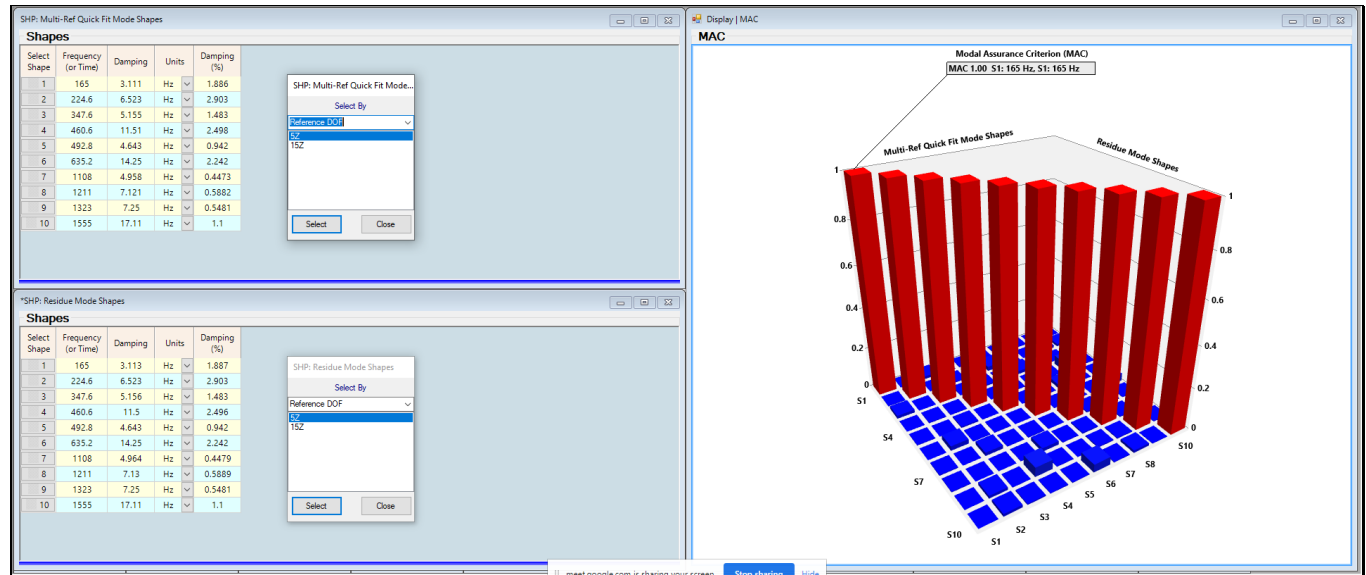 SHP: Multi-Ref Quick Fit Mode Shapes
Shapes
Select Shape Frequency (or Time) Damping Units Damping (%)
1 165 3.111 Hz 1.886
2 224.6 6.523 Hz 2.903
3 347.6 5.155 Hz 1.483
4 460.6 11.51 Hz 2.498
5 492.8 4.643 Hz 0.942
6 635.2 14.25 Hz 2.242
7 1108 4.958 Hz 0.4473
8 1211 7.121 Hz 0.5882
9 1323 7.25 Hz 0.5481
10 1555 17.11 Hz 1.1
SHP: Multi-Ref Quick Fit Mode...
Select By
Reference DOF
5Z
15Z
Select Close
*SHP: Residue Mode Shapes
Shapes
Select Shape Frequency (or Time) Damping Units Damping (%)
1 165 3.113 Hz 1.887
2 224.6 6.523 Hz 2.903
3 347.6 5.156 Hz 1.483
4 460.6 11.5 Hz 2.496
5 492.8 4.643 Hz 0.942
6 635.2 14.25 Hz 2.242
7 1108 4.964 Hz 0.4479
8 1211 7.13 Hz 0.5889
9 1323 7.25 Hz 0.5481
10 1555 17.11 Hz 1.1
SHP: Residue Mode Shapes
Select By
Reference DOF
5Z
15Z
Select Close
Display | MAC
MAC
Modal Assurance Criterion (MAC)
MAC 1.00 S1: 165 Hz, S1: 165 Hz
Multi-Ref Quick Fit Mode Shapes
Residue Mode Shapes
1
0.8
0.6
0.4
0.2
0
1
0.8
0.6
0.4
0.2
0
S1
S4
S7
S10
S1
S2
S3
S4
S5
S6
S7
S8
S10
meet.google.com is sharing your screen. Stop sharing Hide